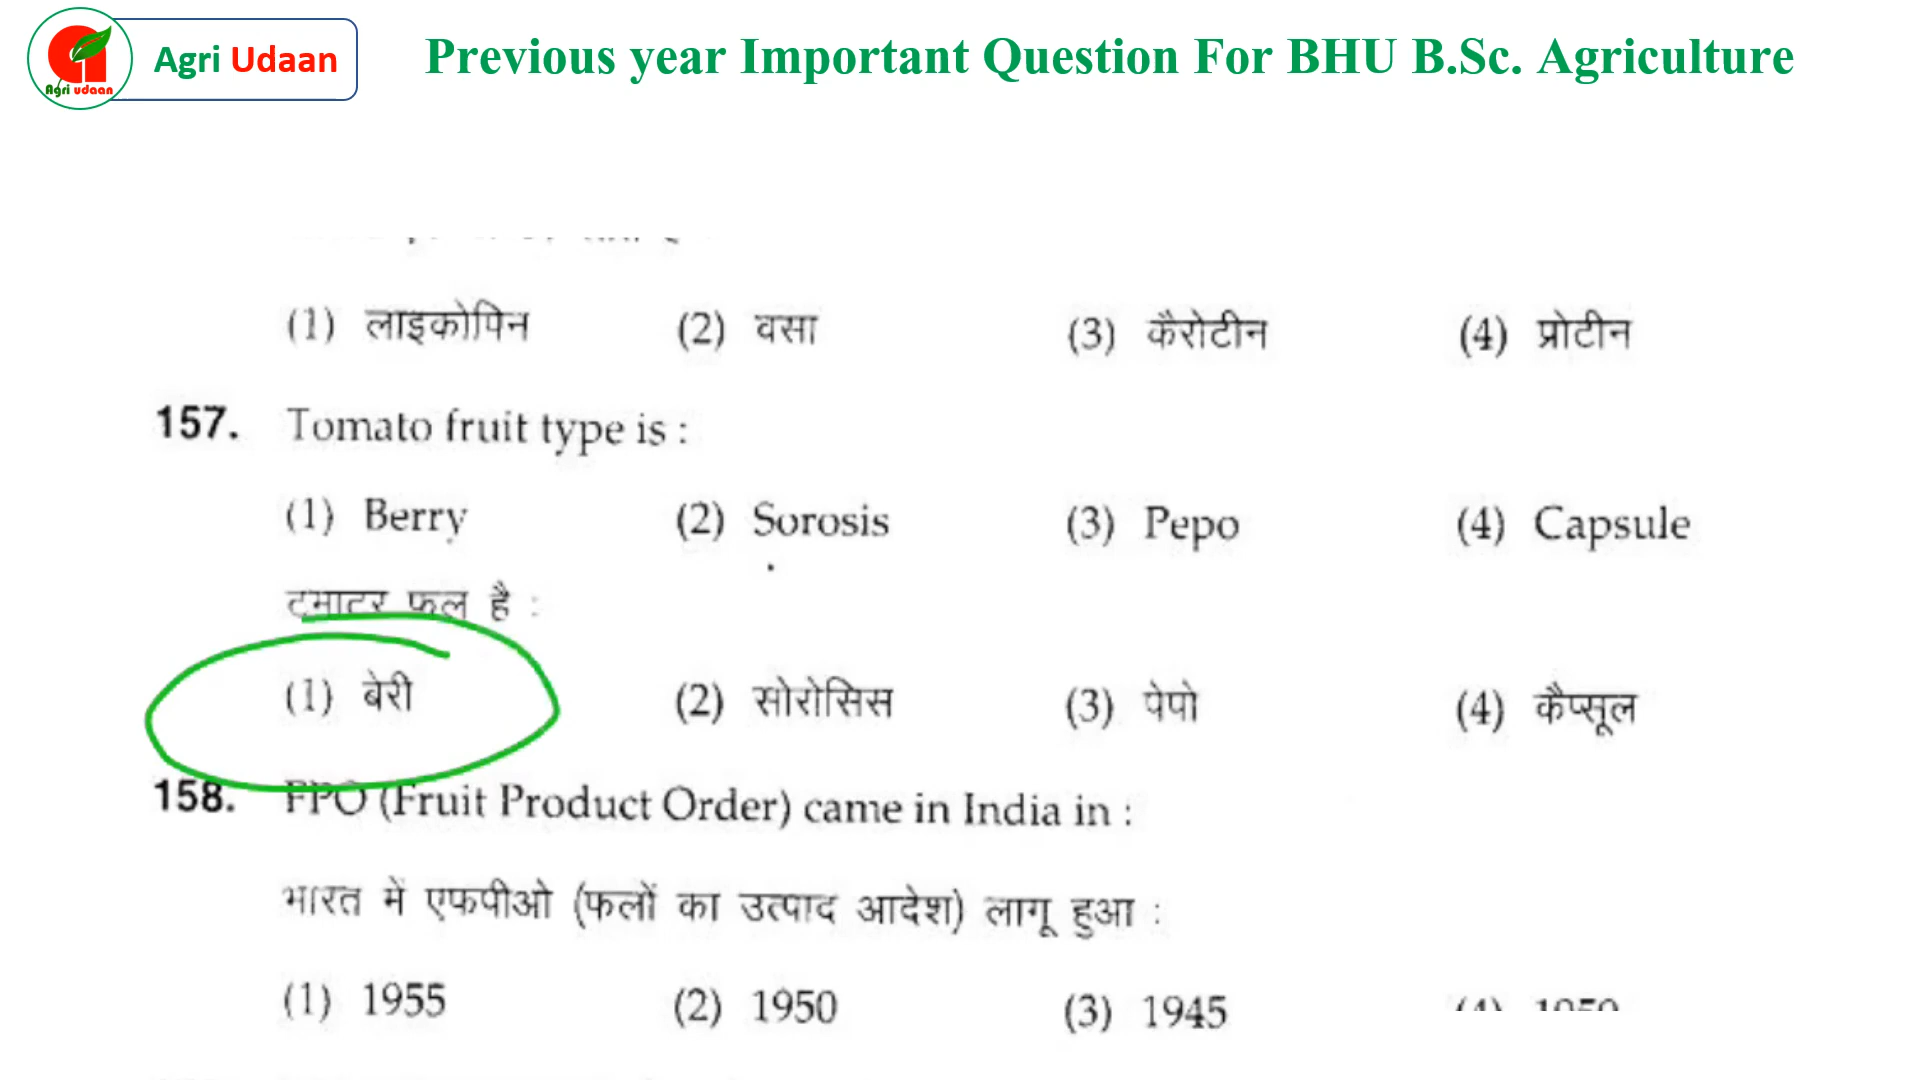 Agri Udaan
Agri udaan
Previous year Important Question For BHU B.Sc. Agriculture
(1) लाइकोपिन (2) वसा (3) कैरोटीन (4) प्रोटीन
157. Tomato fruit type is :
(1) Berry (2) Sorosis (3) Pepo (4) Capsule
टमाटर फल है :
(1) बेरी (2) सोरोसिस (3) पेपो (4) कैप्सूल
158. FPO (Fruit Product Order) came in India in :
भारत में एफपीओ (फलों का उत्पाद आदेश) लागू हुआ :
(1) 1955 (2) 1950 (3) 1945 (4)